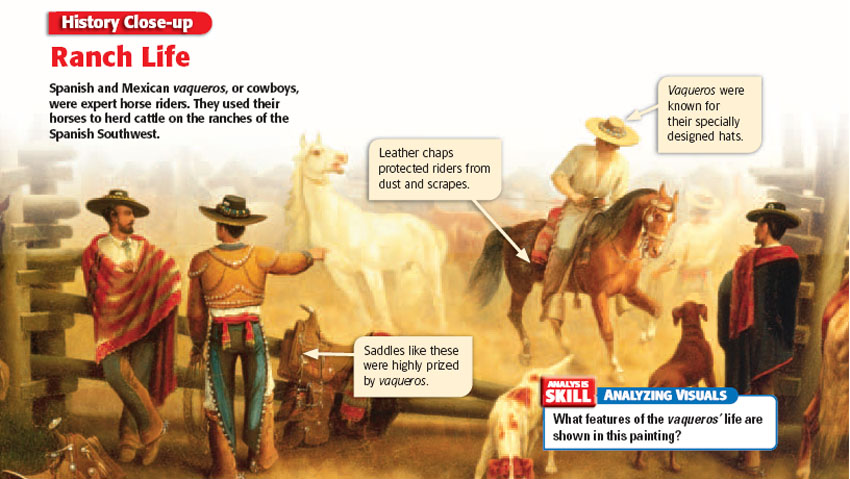 History Close-up
Ranch Life
Spanish and Mexican vaqueros, or cowboys,
were expert horse riders. They used their
horses to herd cattle on the ranches of the
Spanish Southwest.
Vaqueros were
known for
their specially
designed hats.
Leather chaps
protected riders from
dust and scrapes.
Saddles like these
were highly prized
by vaqueros.
ANALYSIS
SKILL
ANALYZING VISUALS
What features of the vaqueros’ life are
shown in this painting?